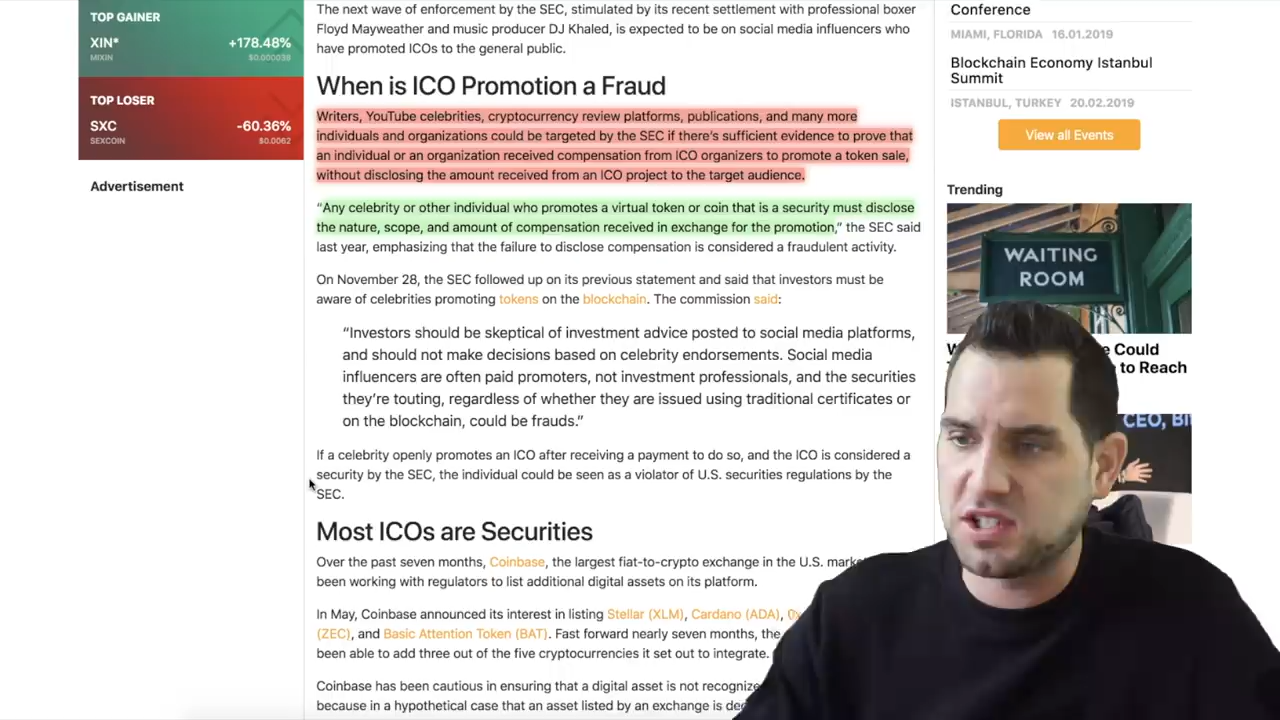 TOP GAINER
XIN*
+178.48%
MIXIN
$0.000038
TOP LOSER
SXC
-60.36%
SEXCOIN
$0.0062
Advertisement
The next wave of enforcement by the SEC, stimulated by its recent settlement with professional boxer
Floyd Mayweather and music producer DJ Khaled, is expected to be on social media influencers who
have promoted ICOs to the general public.
When is ICO Promotion a Fraud
Writers, YouTube celebrities, cryptocurrency review platforms, publications, and many more
individuals and organizations could be targeted by the SEC if there's sufficient evidence to prove that
an individual or an organization received compensation from ICO organizers to promote a token sale,
without disclosing the amount received from an ICO project to the target audience.
“Any celebrity or other individual who promotes a virtual token or coin that is a security must disclose
the nature, scope, and amount of compensation received in exchange for the promotion,” the SEC said
last year, emphasizing that the failure to disclose compensation is considered a fraudulent activity.
On November 28, the SEC followed up on its previous statement and said that investors must be
aware of celebrities promoting tokens on the blockchain. The commission said:
“Investors should be skeptical of investment advice posted to social media platforms,
and should not make decisions based on celebrity endorsements. Social media
influencers are often paid promoters, not investment professionals, and the securities
they’re touting, regardless of whether they are issued using traditional certificates or
on the blockchain, could be frauds.”
If a celebrity openly promotes an ICO after receiving a payment to do so, and the ICO is considered a
security by the SEC, the individual could be seen as a violator of U.S. securities regulations by the
SEC.
Most ICOs are Securities
Over the past seven months, Coinbase, the largest fiat-to-crypto exchange in the U.S.
been working with regulators to list additional digital assets on its platform.
In May, Coinbase announced its interest in listing Stellar (XLM), Cardano (ADA),
(ZEC), and Basic Attention Token (BAT). Fast forward nearly seven months, the
been able to add three out of the five cryptocurrencies it set out to integrate.
Coinbase has been cautious in ensuring that a digital asset is not
because in a hypothetical case that an asset listed by an exchange is
Conference
MIAMI, FLORIDA 16.01.2019
Blockchain Economy Istanbul
Summit
ISTANBUL, TURKEY 20.02.2019
View all Events
Trending
WAITING
ROOM
Could
to Reach
CEO,